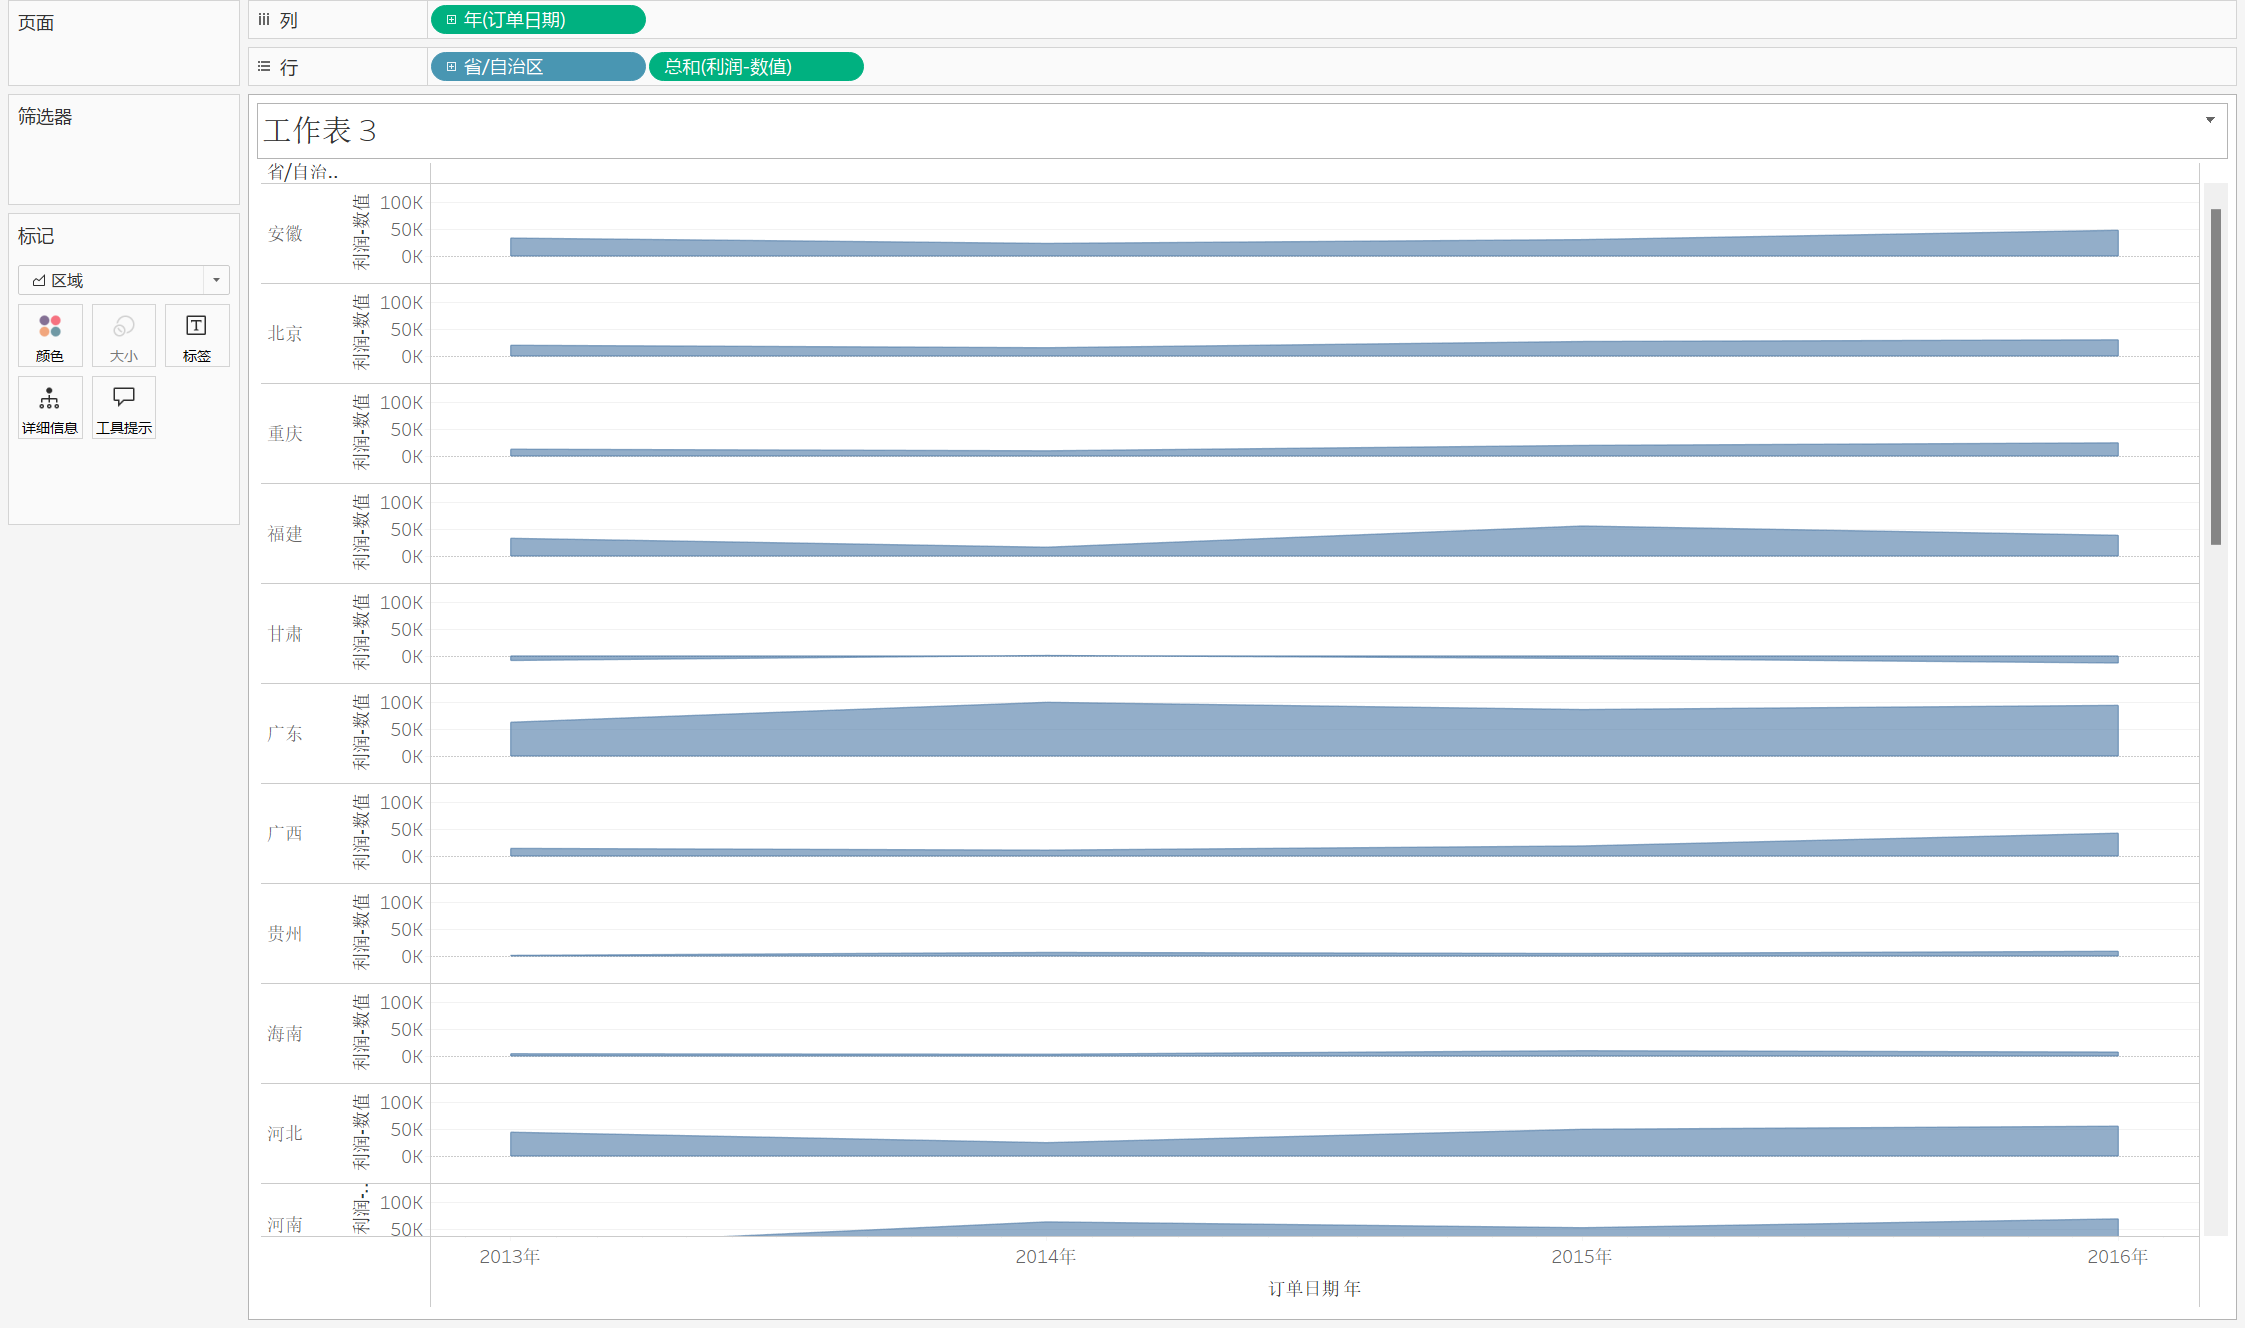 页面
列
年(订单日期)
行
省/自治区
总和(利润-数值)
筛选器
工作表 3
标记
区域
颜色
大小
标签
详细信息
工具提示
省/自治..
安徽
利润-数值
100K
50K
0K
北京
利润-数值
100K
50K
0K
重庆
利润-数值
100K
50K
0K
福建
利润-数值
100K
50K
0K
甘肃
利润-数值
100K
50K
0K
广东
利润-数值
100K
50K
0K
广西
利润-数值
100K
50K
0K
贵州
利润-数值
100K
50K
0K
海南
利润-数值
100K
50K
0K
河北
利润-数值
100K
50K
0K
河南
利润-..
100K
50K
2013年
2014年
2015年
2016年
订单日期 年